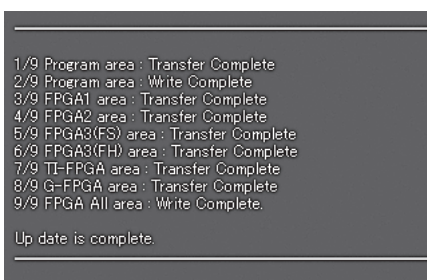 1/9 Program area : Transfer Complete
2/9 Program area : Write Complete
3/9 FPGA1 area : Transfer Complete
4/9 FPGA2 area : Transfer Complete
5/9 FPGA3(FS) area : Transfer Complete
6/9 FPGA3(FH) area : Transfer Complete
7/9 TI-FPGA area : Transfer Complete
8/9 G-FPGA area : Transfer Complete
9/9 FPGA All area : Write Complete.
Up date is complete.